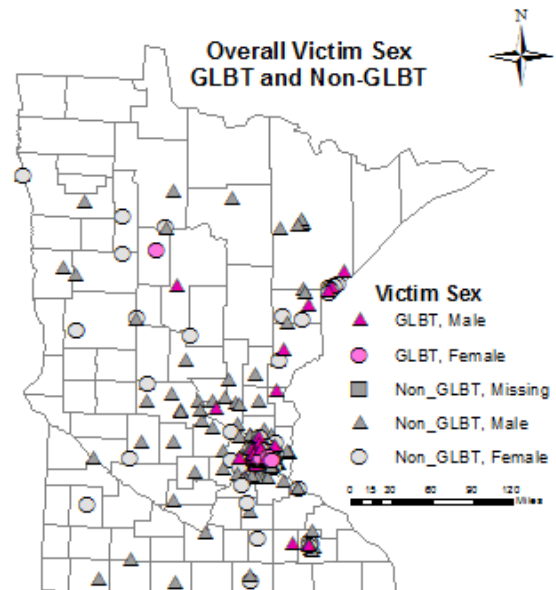 N
Overall Victim Sex
GLBT and Non-GLBT
Victim Sex
GLBT, Male
GLBT, Female
Non_GLBT, Missing
Non_GLBT, Male
Non_GLBT, Female
0 15 30 60 90 120
Miles